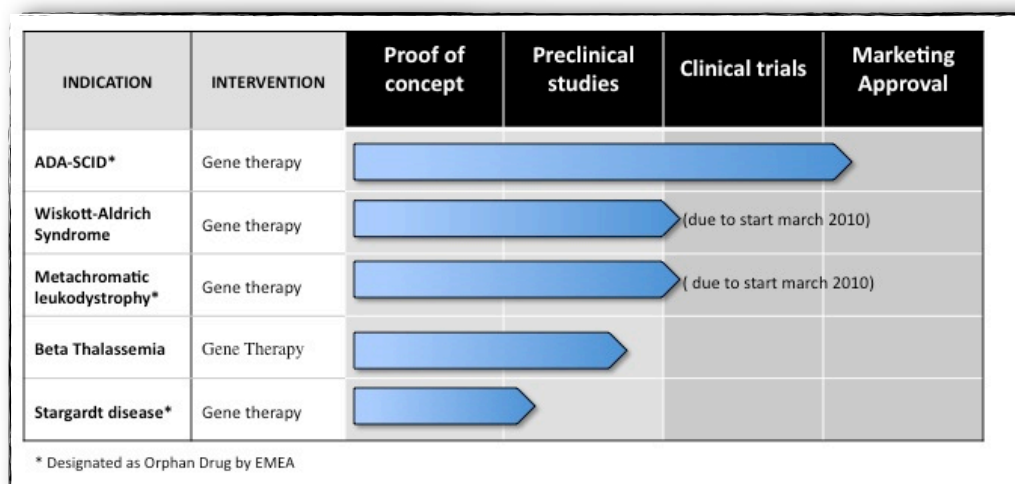 INDICATION
INTERVENTION
Proof of
concept
Preclinical
studies
Clinical trials
Marketing
Approval
ADA-SCID*
Gene therapy
Wiskott-Aldrich
Syndrome
Gene therapy
(due to start march 2010)
Metachromatic
leukodystrophy*
Gene therapy
( due to start march 2010)
Beta Thalassemia
Gene Therapy
Stargardt disease*
Gene therapy
* Designated as Orphan Drug by EMEA